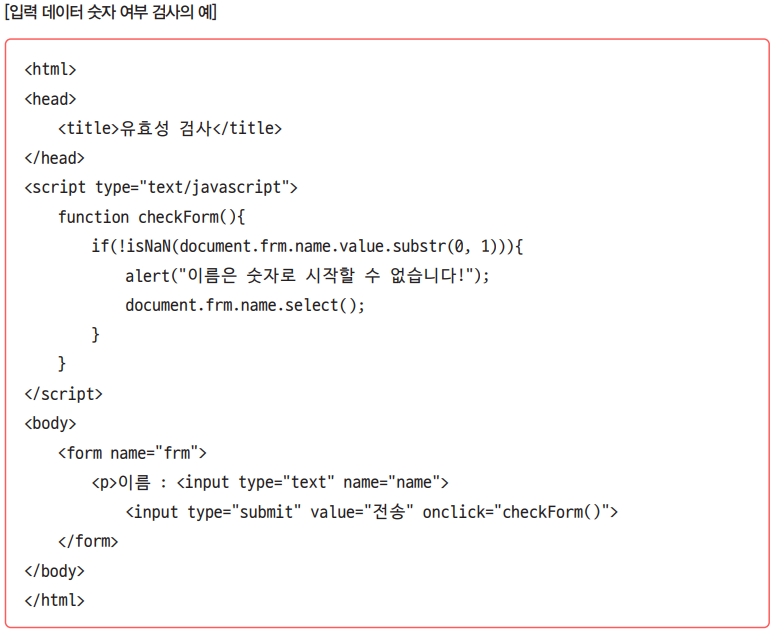 [입력 데이터 숫자 여부 검사의 예]
<html>
<head>
    <title>유효성 검사</title>
</head>
<script type="text/javascript">
    function checkForm(){
        if(!isNaN(document.frm.name.value.substr(0, 1))){
            alert("이름은 숫자로 시작할 수 없습니다!");
            document.frm.name.select();
        }
    }
</script>
<body>
    <form name="frm">
        <p>이름 : <input type="text" name="name">
            <input type="submit" value="전송" onclick="checkForm()">
    </form>
</body>
</html>